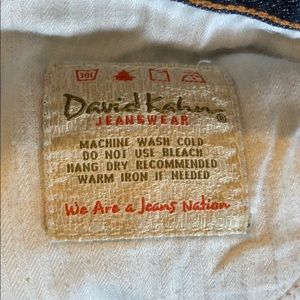 David Kahn®
JEANSWEAR
MACHINE WASH COLD
DO NOT USE BLEACH
HANG DRY RECOMMENDED
WARM IRON IF NEEDED
We Are a Jeans Nation